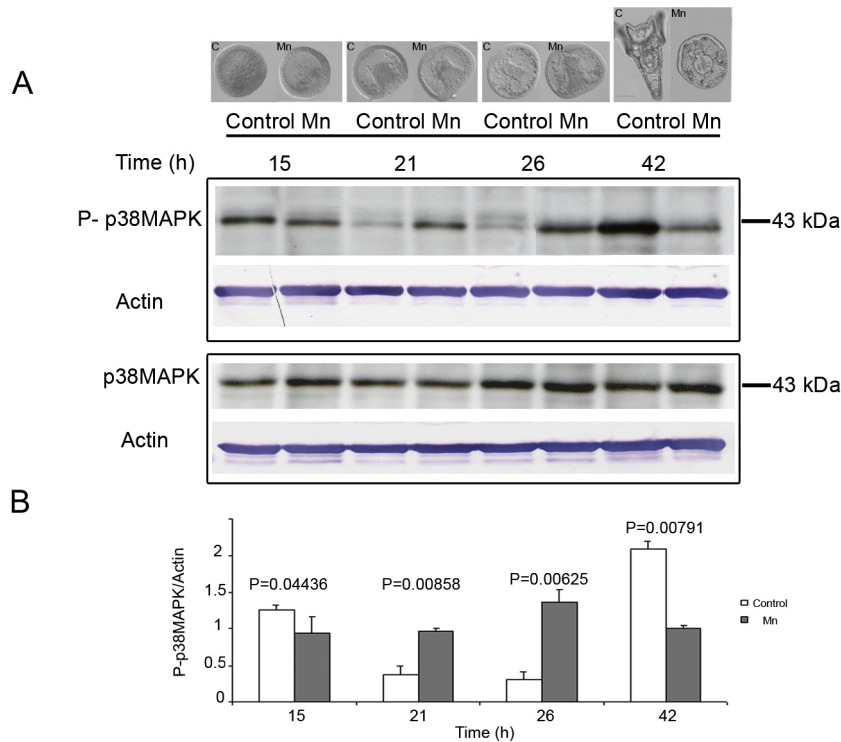 C Mn C Mn C Mn C Mn
A
Control Mn Control Mn Control Mn Control Mn
Time (h) 15 21 26 42
P- p38MAPK 43 kDa
Actin
p38MAPK 43 kDa
Actin
B
P-p38MAPK/Actin
2
1.5
1
0.5
0
P=0.04436 P=0.00858 P=0.00625 P=0.00791
Control
Mn
15 21 26 42
Time (h)